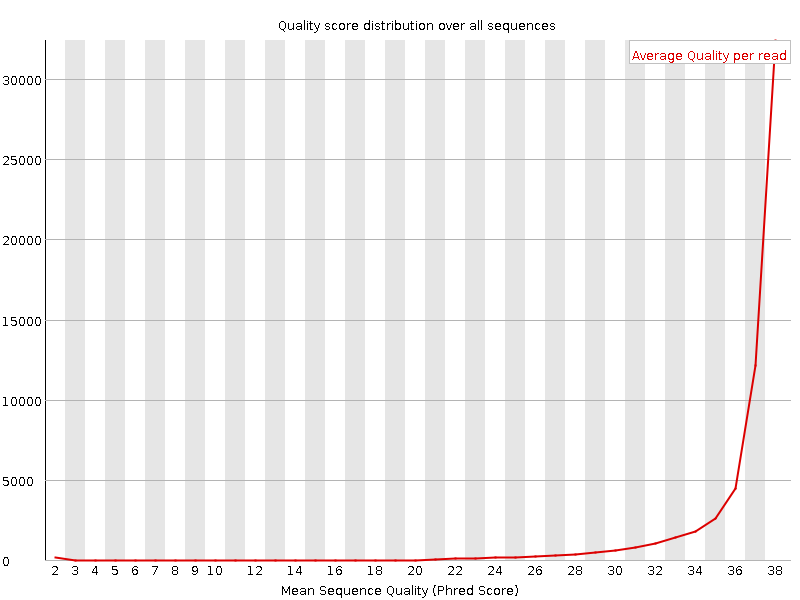 Quality score distribution over all sequences
Average Quality per read
30000
25000
20000
15000
10000
5000
0
2 3 4 5 6 7 8 9 10 12 14 16 18 20 22 24 26 28 30 32 34 36 38
Mean Sequence Quality (Phred Score)